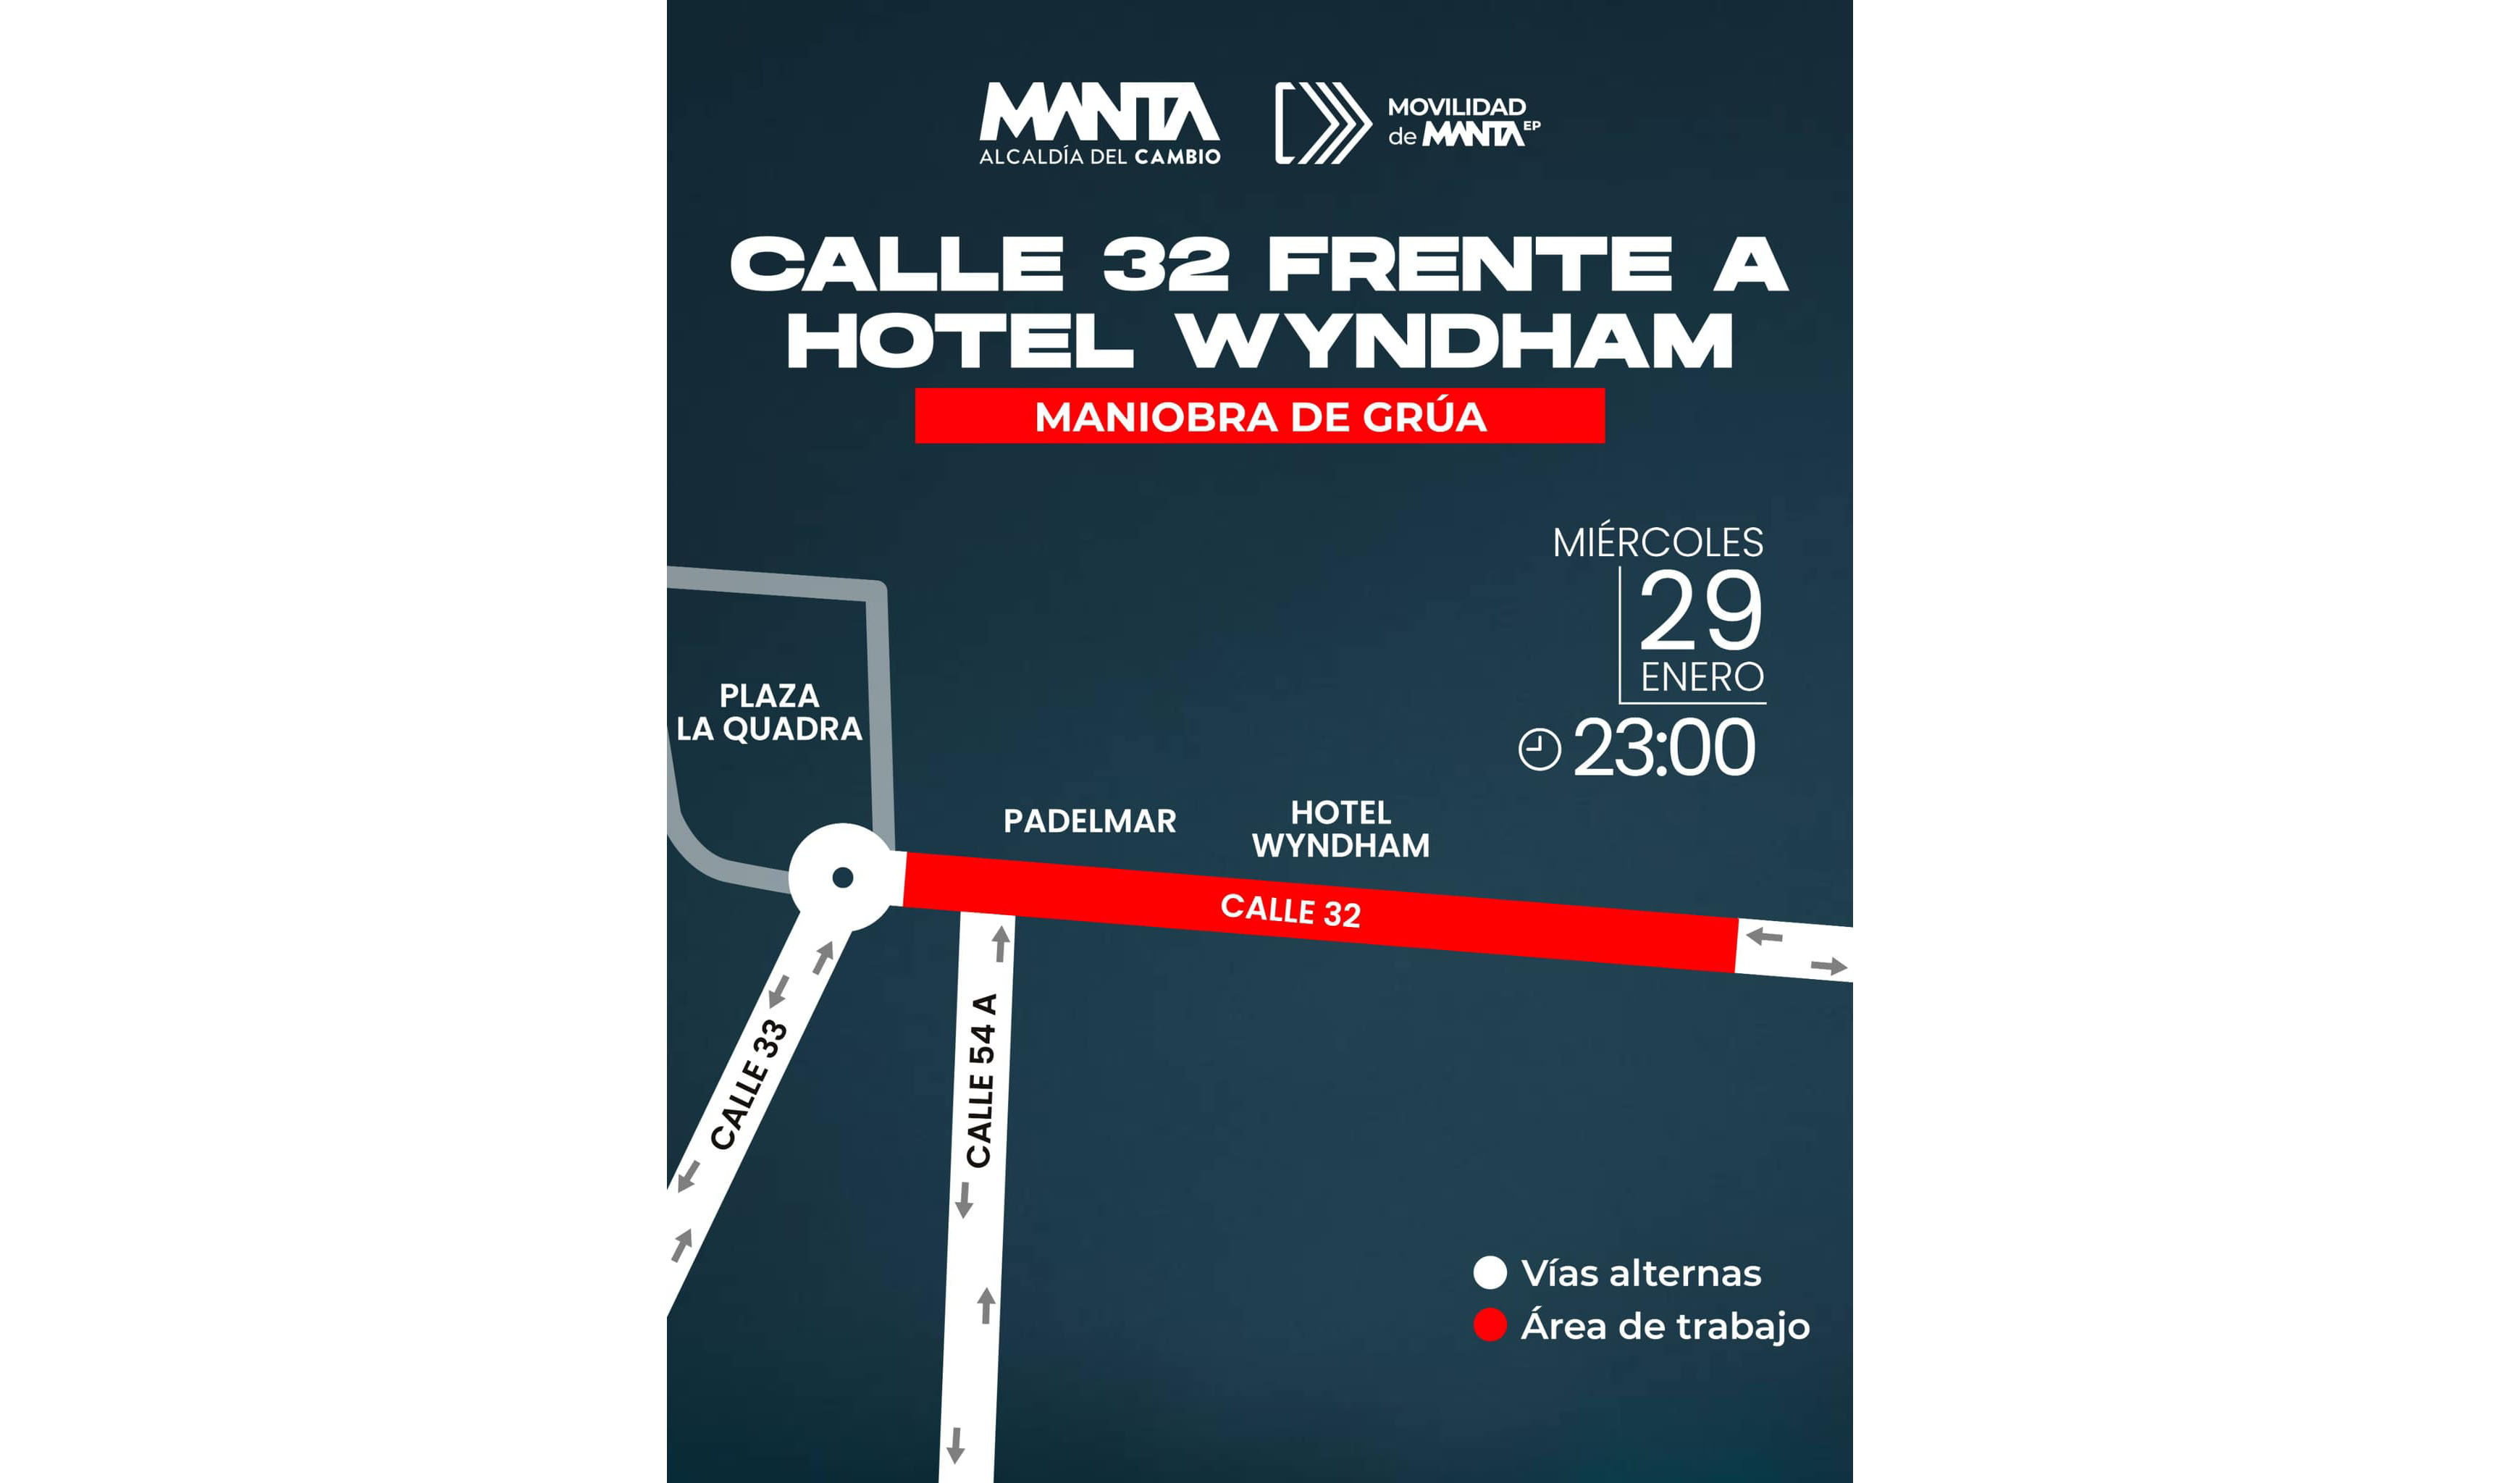 MANTA
ALCALDÍA DEL CAMBIO
MOVILIDAD
de MANTA EP
CALLE 32 FRENTE A
HOTEL WYNDHAM
MANIOBRA DE GRÚA
MIÉRCOLES
29
ENERO
23:00
PLAZA
LA QUADRA
PADELMAR
HOTEL
WYNDHAM
CALLE 32
CALLE 33
CALLE 54 A
Vías alternas
Área de trabajo